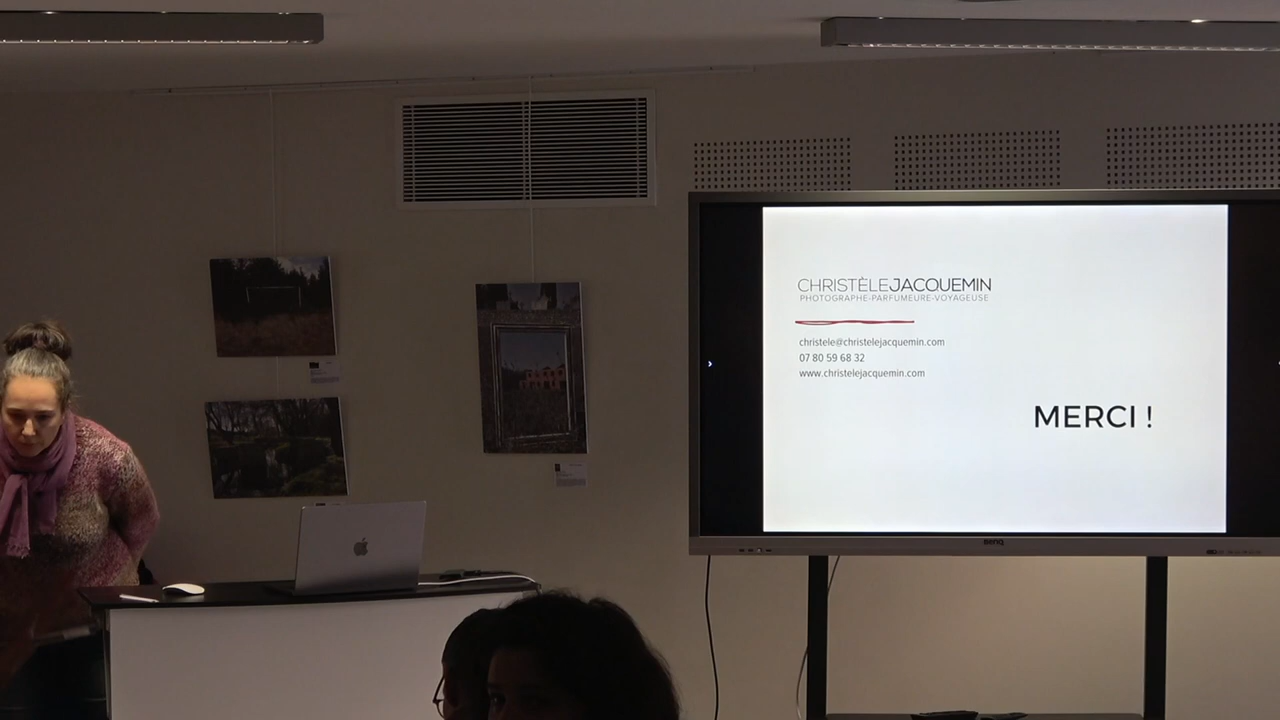 CHRISTÈLEJACQUEMIN
PHOTOGRAPHE-PARFUMEURE-VOYAGEUSE
christele@christelejacquemin.com
07 80 59 68 32
www.christelejacquemin.com
MERCI !
BenQ